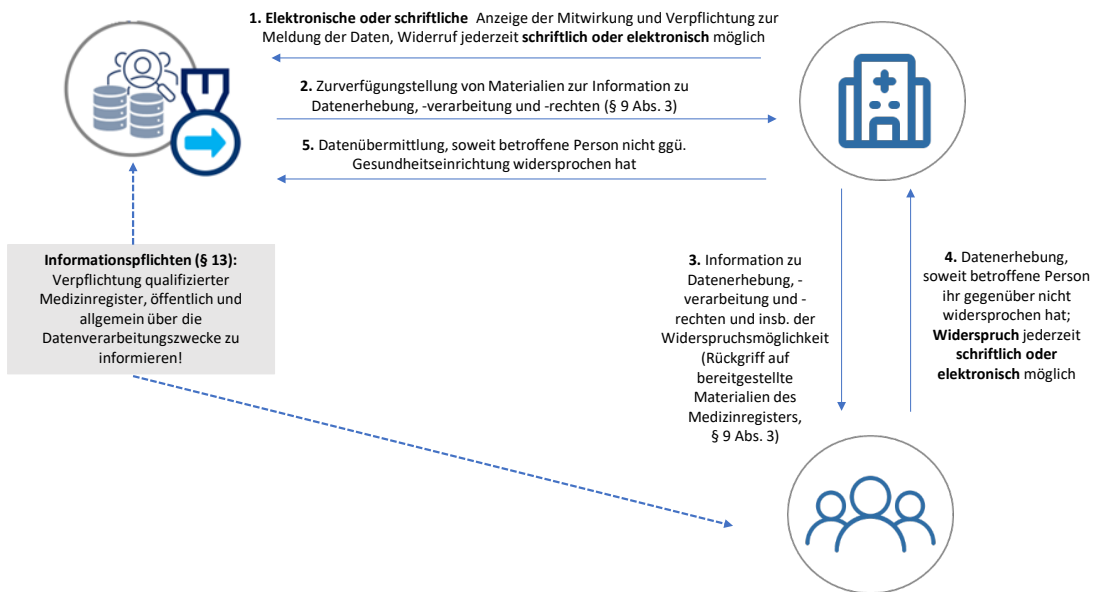 1. Elektronische oder schriftliche Anzeige der Mitwirkung und Verpflichtung zur
Meldung der Daten, Widerruf jederzeit schriftlich oder elektronisch möglich
2. Zurverfügungstellung von Materialien zur Information zu
Datenerhebung, -verarbeitung und -rechten (§ 9 Abs. 3)
5. Datenübermittlung, soweit betroffene Person nicht ggü.
Gesundheitseinrichtung widersprochen hat
Informationspflichten (§ 13):
Verpflichtung qualifizierter
Medizinregister, öffentlich und
allgemein über die
Datenverarbeitungszwecke zu
informieren!
3. Information zu
Datenerhebung, -
verarbeitung und -
rechten und insb. der
Widerspruchsmöglichkeit
(Rückgriff auf
bereitgestellte
Materialien des
Medizinregisters,
§ 9 Abs. 3)
4. Datenerhebung,
soweit betroffene Person
ihr gegenüber nicht
widersprochen hat;
Widerspruch jederzeit
schriftlich oder
elektronisch möglich